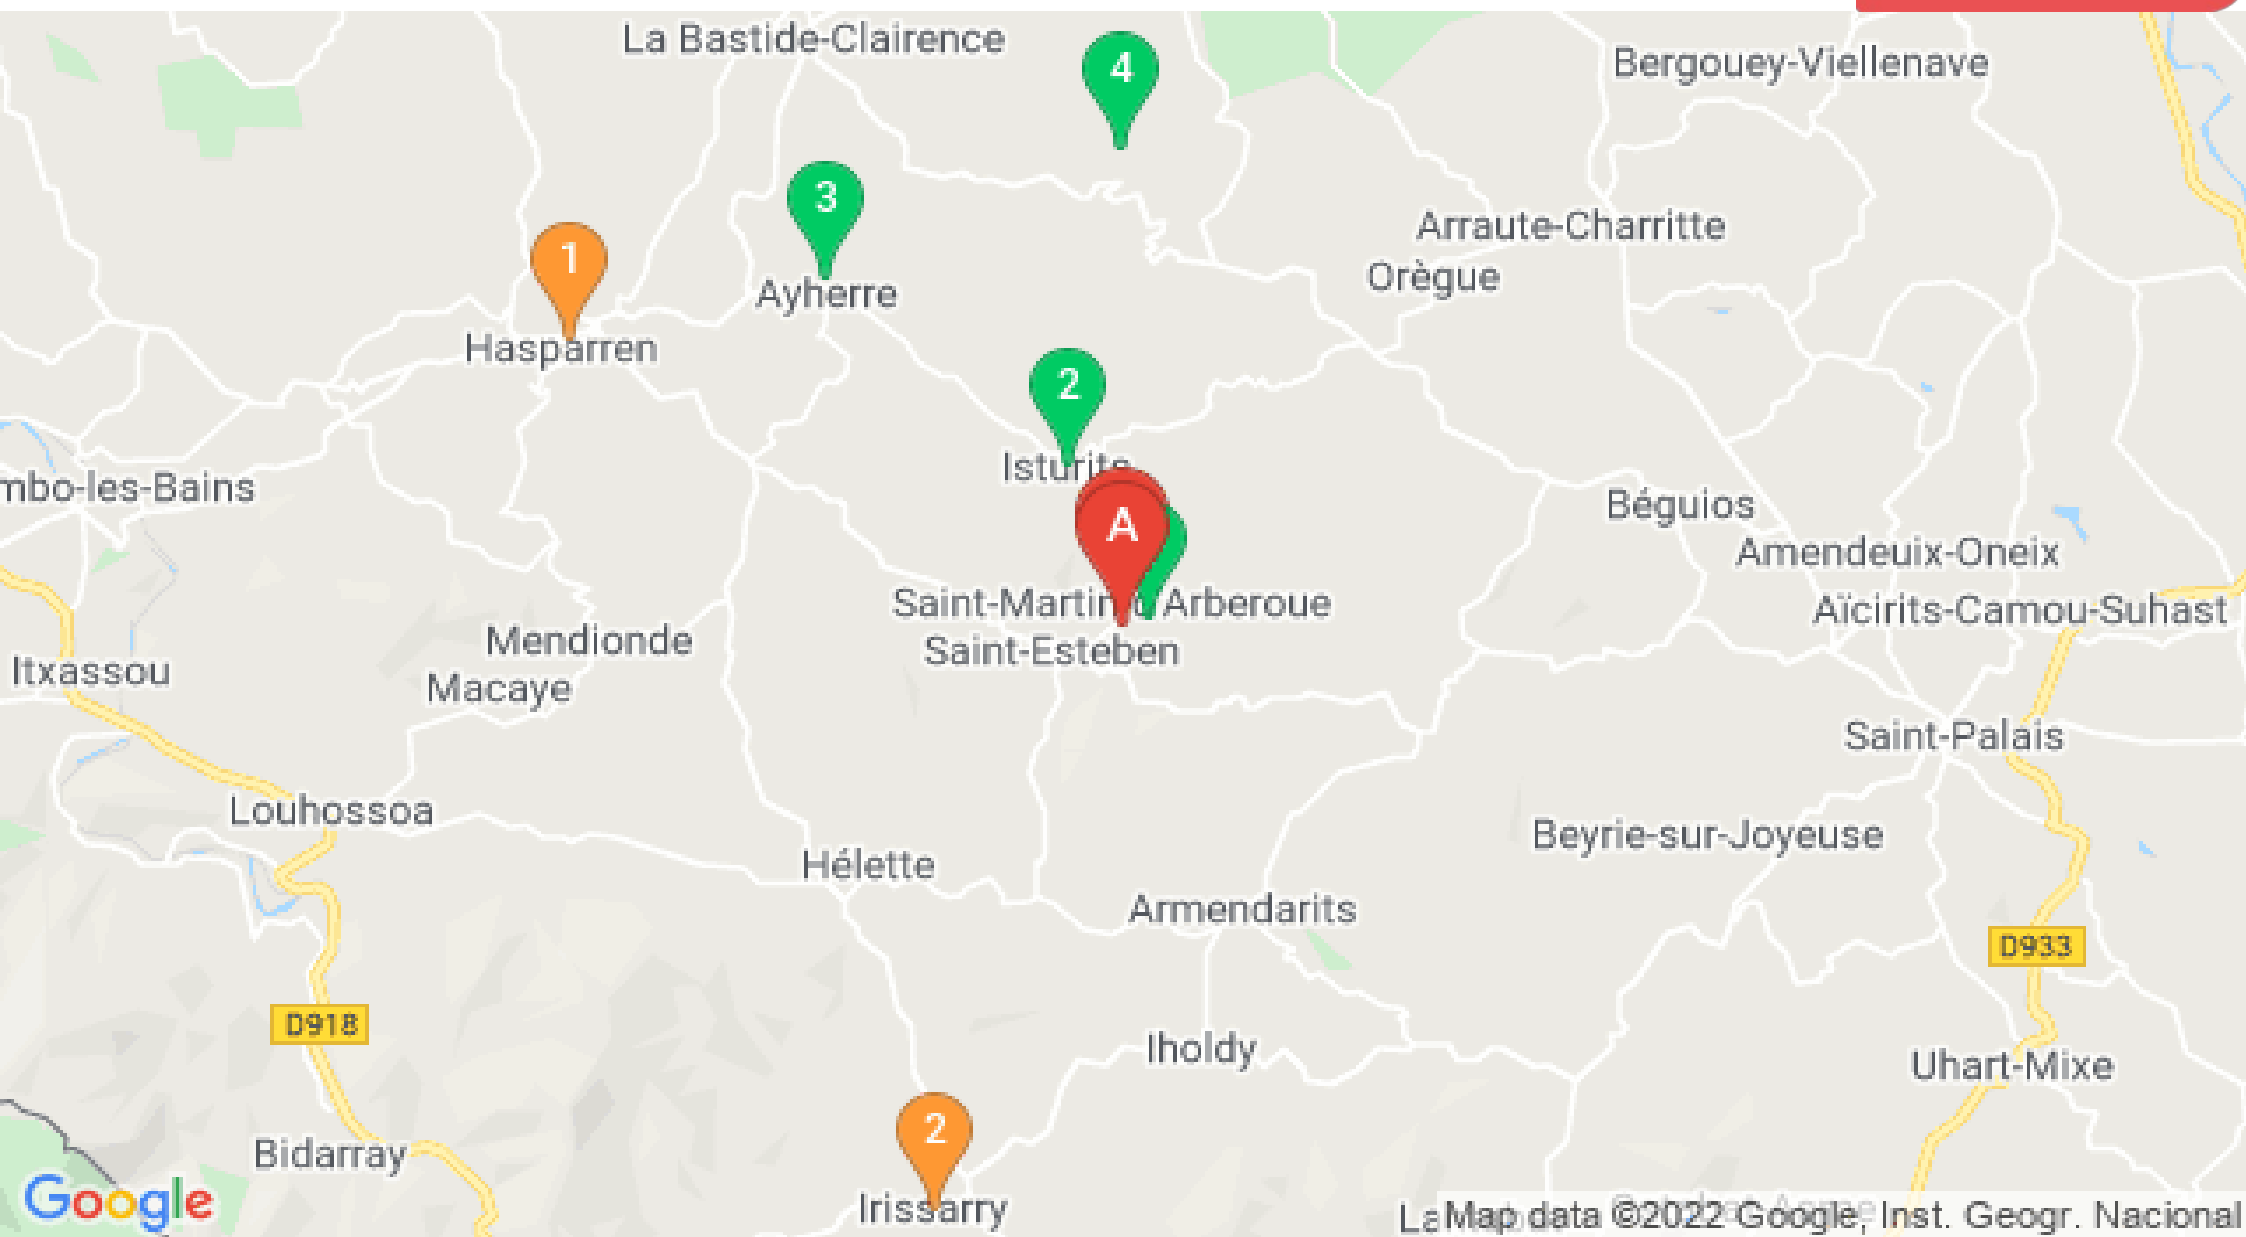 La Bastide-Clairence
4
Bergouey-Viellenave
3
Arraute-Charritte
1
Orègue
Ayherre
Hasparren
2
Isturits
mbo-les-Bains
Béguios
A
Amendeuix-Oneix
Saint-Martin-d'Arberoue
Aïcirits-Camou-Suhast
Mendionde
Saint-Esteben
Itxassou
Macaye
Saint-Palais
Louhossoa
Beyrie-sur-Joyeuse
Hélette
Armendarits
D933
D918
Iholdy
Uhart-Mixe
2
Bidarray
Google
Irissarry
Map data ©2022 Google, Inst. Geogr. Nacional